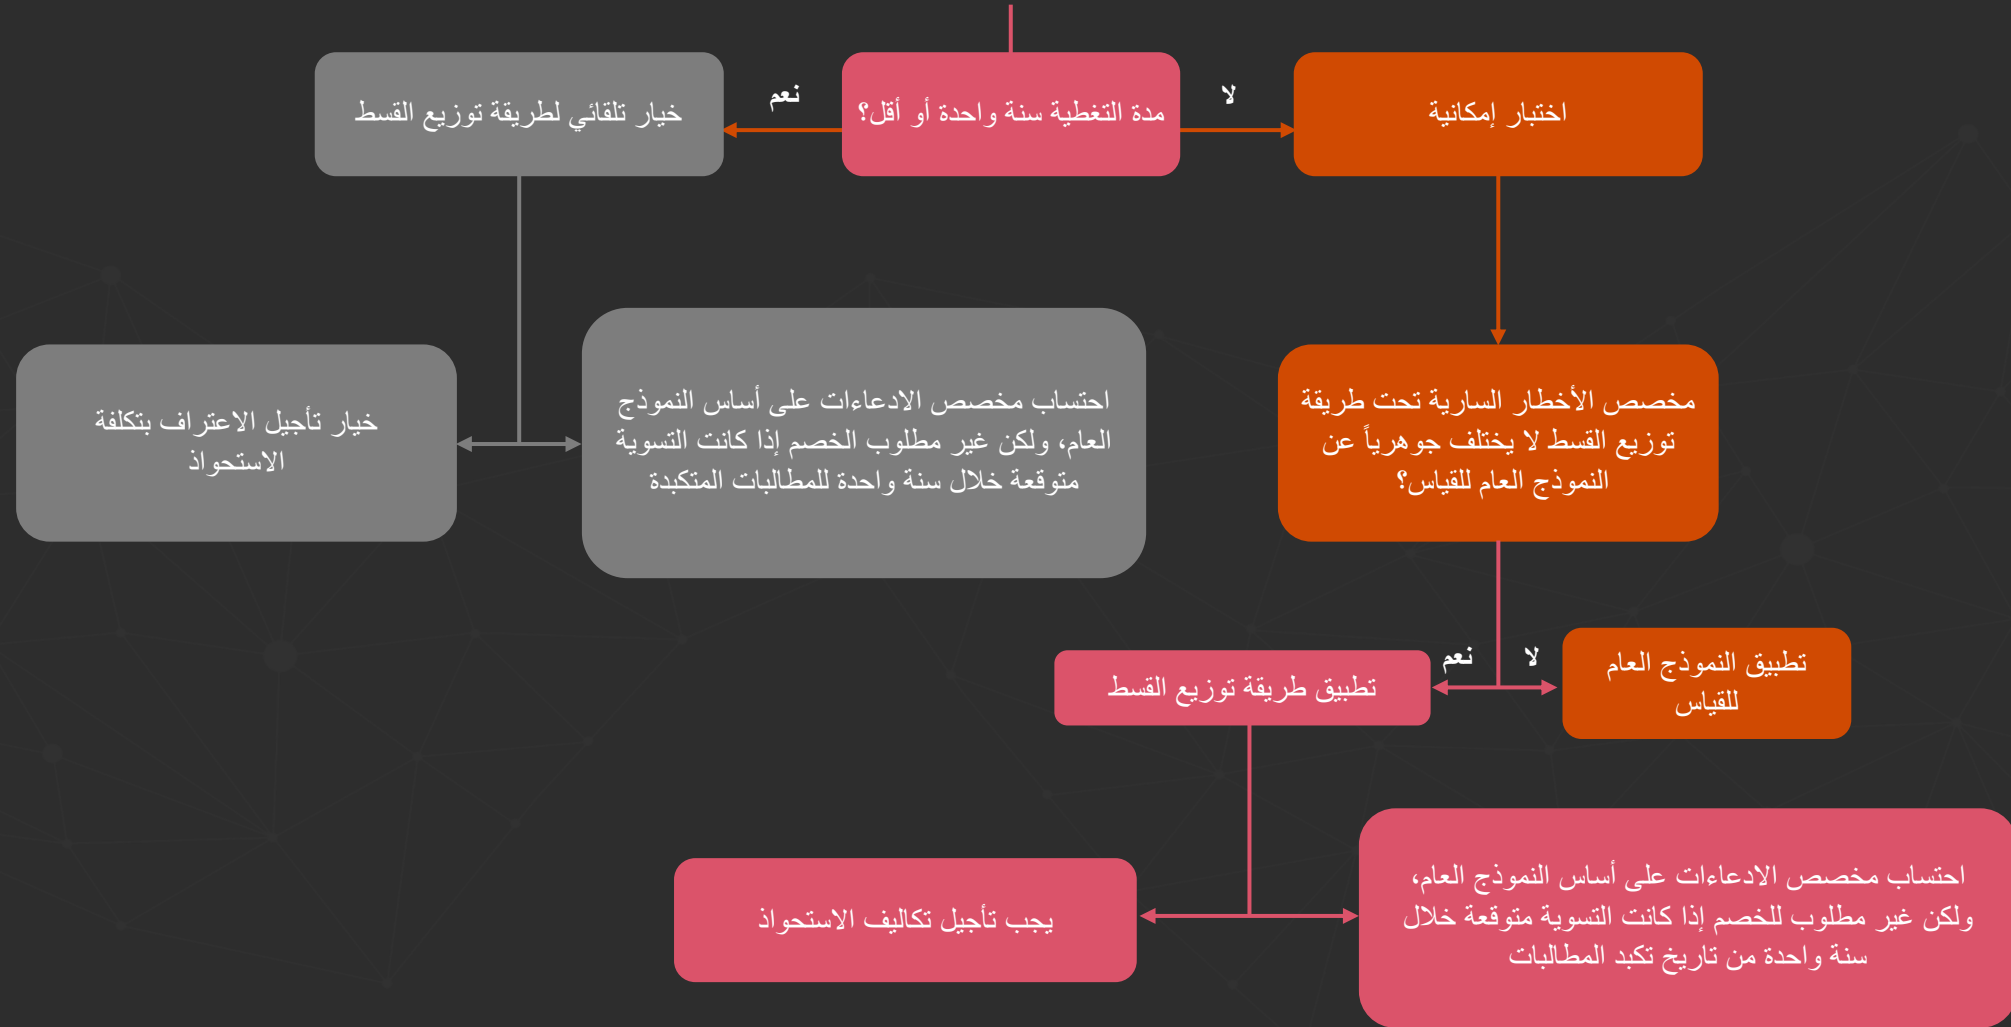 اختبار إمكانية
لا
مدة التغطية سنة واحدة أو أقل؟
نعم
خيار تلقائي لطريقة توزيع القسط
مخصص الأخطار السارية تحت طريقة
توزيع القسط لا يختلف جوهرياً عن
النموذج العام للقياس؟
احتساب مخصص الادعاءات على أساس النموذج
العام، ولكن غير مطلوب الخصم إذا كانت التسوية
متوقعة خلال سنة واحدة للمطالبات المتكبدة
خيار تأجيل الاعتراف بتكلفة
الاستحواذ
تطبيق النموذج العام
للقياس
لا
نعم
تطبيق طريقة توزيع القسط
احتساب مخصص الادعاءات على أساس النموذج العام،
ولكن غير مطلوب للخصم إذا كانت التسوية متوقعة خلال
سنة واحدة من تاريخ تكبد المطالبات
يجب تأجيل تكاليف الاستحواذ